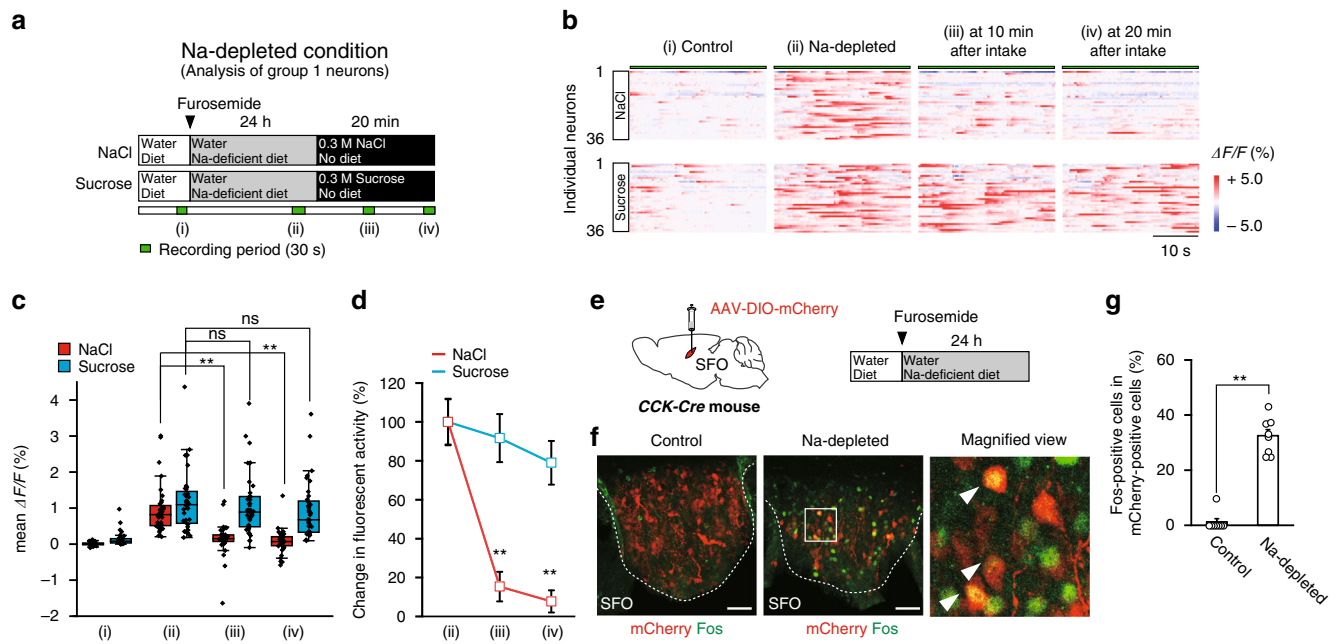 a
Na-depleted condition
(Analysis of group 1 neurons)
Furosemide
24 h
20 min
NaCl
Water
Diet
Water
Na-deficient diet
0.3 M NaCl
No diet
Sucrose
Water
Diet
Water
Na-deficient diet
0.3 M Sucrose
No diet
(i)
(ii)
(iii)
(iv)
Recording period (30 s)
b
(i) Control
(ii) Na-depleted
(iii) at 10 min
after intake
(iv) at 20 min
after intake
Individual neurons
1
NaCl
36
1
Sucrose
36
ΔF/F (%)
+ 5.0
– 5.0
10 s
c
NaCl
Sucrose
ns
ns
**
**
mean ΔF/F (%)
4
3
2
1
0
–1
–2
(i)
(ii)
(iii)
(iv)
d
NaCl
Sucrose
Change in fluorescent activity (%)
120
100
80
60
40
20
0
**
**
(ii)
(iii)
(iv)
e
AAV-DIO-mCherry
SFO
CCK-Cre mouse
Furosemide
24 h
Water
Diet
Water
Na-deficient diet
f
Control
Na-depleted
Magnified view
SFO
SFO
mCherry Fos
mCherry Fos
g
Fos-positive cells in
mCherry-positive cells (%)
60
40
20
0
**
Control
Na-depleted